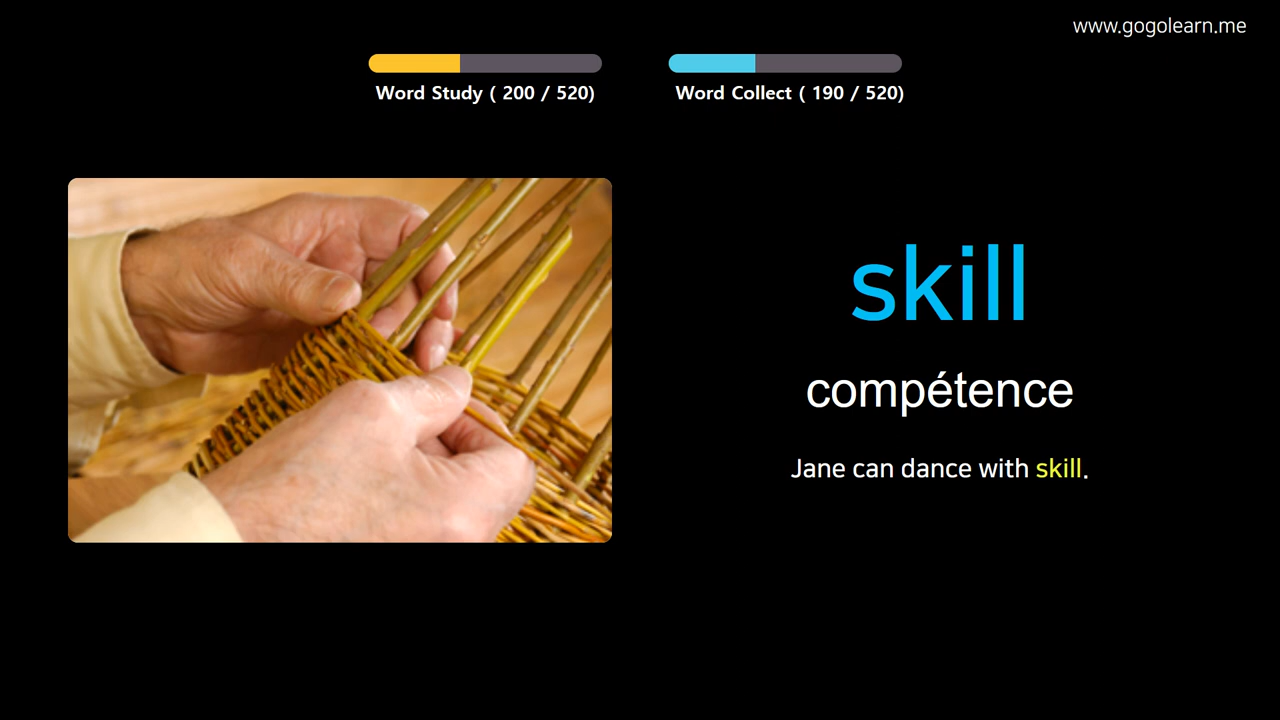 www.gogolearn.me
Word Study ( 200 / 520)
Word Collect ( 190 / 520)
skill
compétence
Jane can dance with skill.